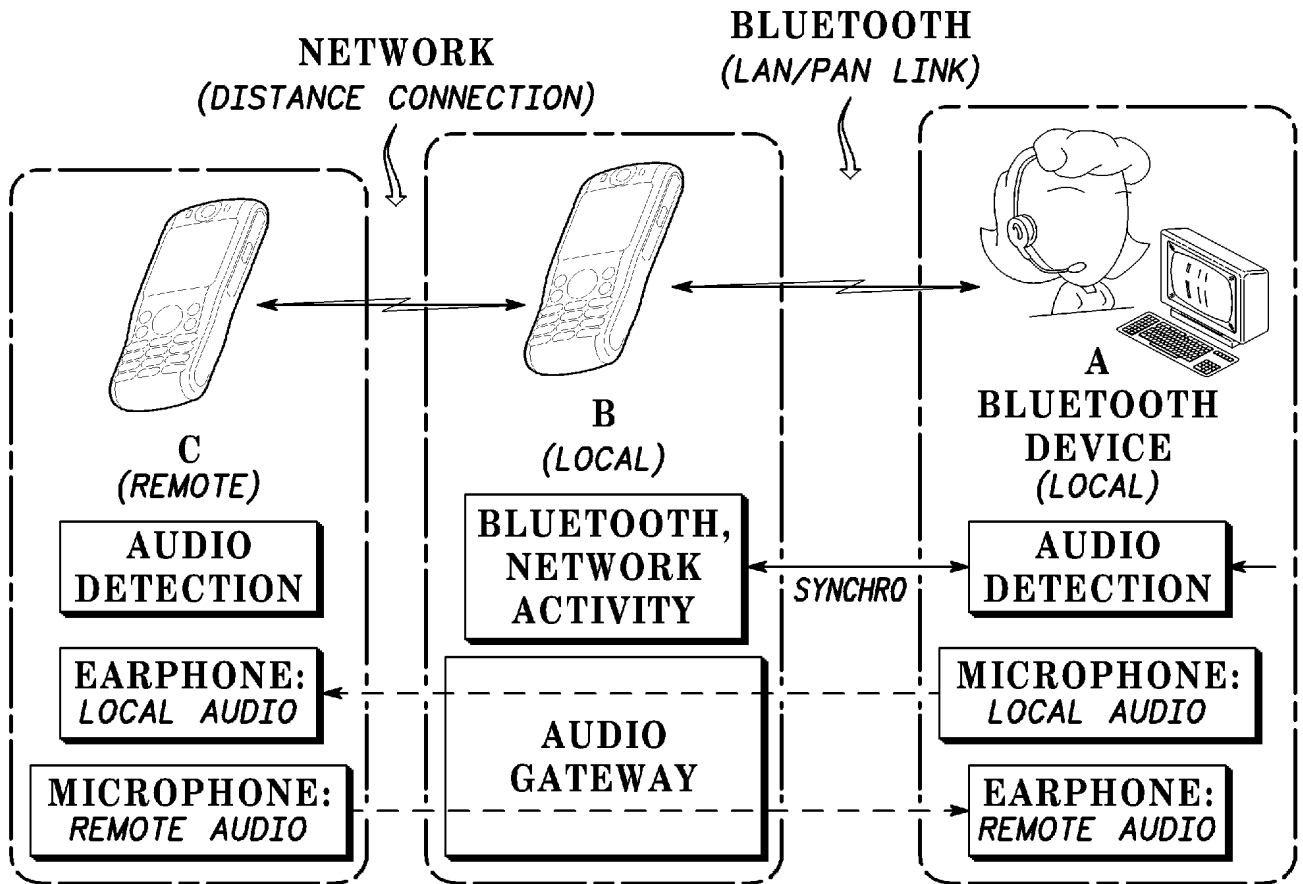 NETWORK
(DISTANCE CONNECTION)
BLUETOOTH
(LAN/PAN LINK)
C
(REMOTE)
AUDIO
DETECTION
EARPHONE:
LOCAL AUDIO
MICROPHONE:
REMOTE AUDIO
B
(LOCAL)
BLUETOOTH,
NETWORK
ACTIVITY
AUDIO
GATEWAY
SYNCHRO
A
BLUETOOTH
DEVICE
(LOCAL)
AUDIO
DETECTION
MICROPHONE:
LOCAL AUDIO
EARPHONE:
REMOTE AUDIO